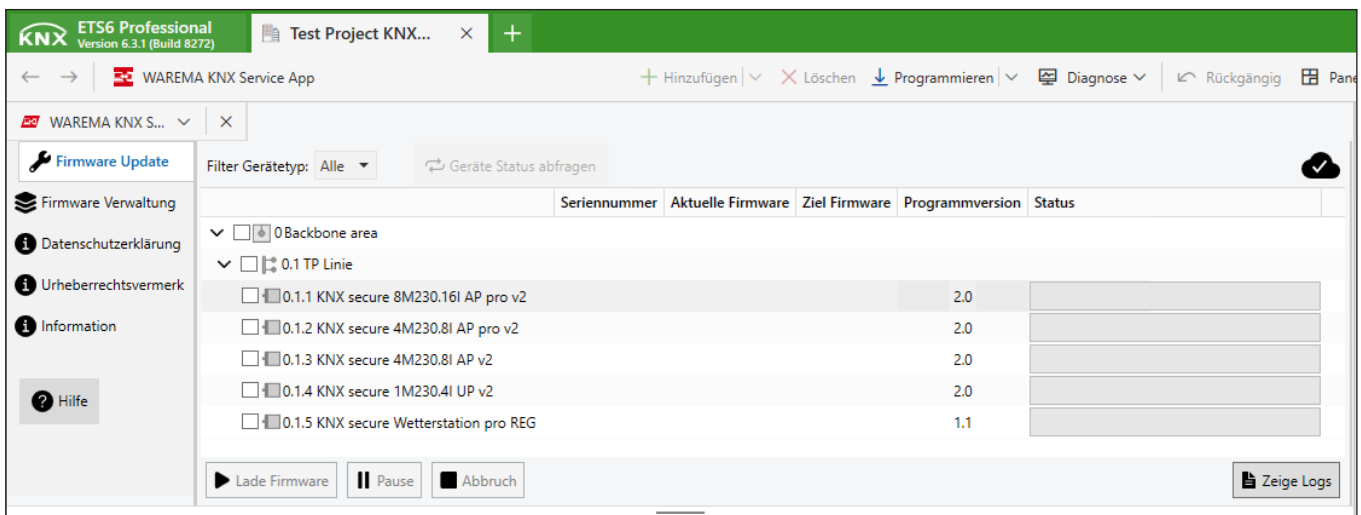 KNX ETS6 Professional
Version 6.3.1 (Build 8272)
Test Project KNX...
WAREMA KNX Service App
Hinzufügen
Löschen
Programmieren
Diagnose
Rückgängig
Pane
WAREMA KNX S...
Firmware Update
Firmware Verwaltung
Datenschutzerklärung
Urheberrechtsvermerk
Information
Hilfe
Filter Gerätetyp: Alle
Geräte Status abfragen
Seriennummer Aktuelle Firmware Ziel Firmware Programmversion Status
0 Backbone area
0.1 TP Linie
0.1.1 KNX secure 8M230.16I AP pro v2 2.0
0.1.2 KNX secure 4M230.8I AP pro v2 2.0
0.1.3 KNX secure 4M230.8I AP v2 2.0
0.1.4 KNX secure 1M230.4I UP v2 2.0
0.1.5 KNX secure Wetterstation pro REG 1.1
Lade Firmware
Pause
Abbruch
Zeige Logs